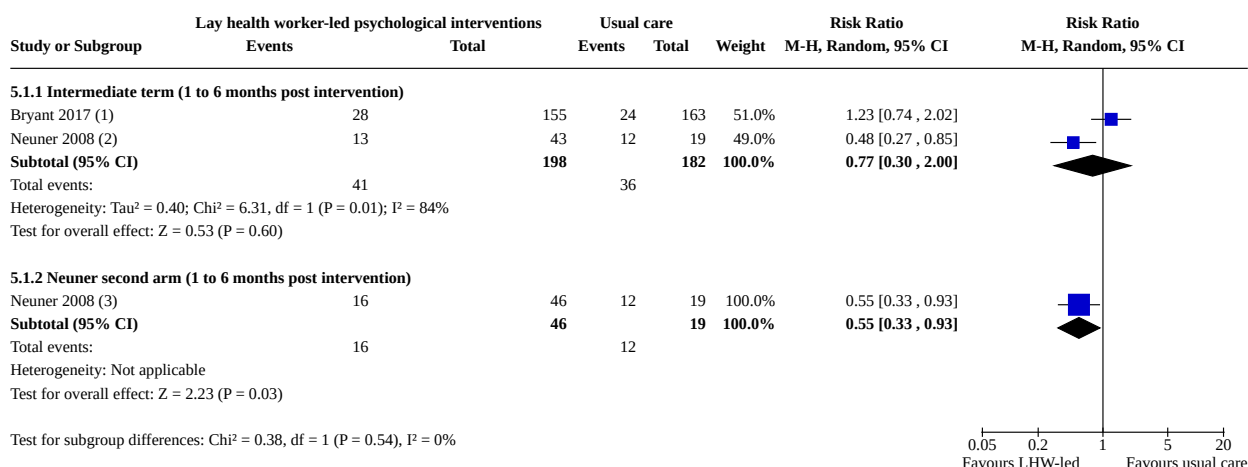 Lay health worker-led psychological interventions Usual care Risk Ratio Risk Ratio
Study or Subgroup Events Total Events Total Weight M-H, Random, 95% CI M-H, Random, 95% CI
5.1.1 Intermediate term (1 to 6 months post intervention)
Bryant 2017 (1) 28 155 24 163 51.0% 1.23 [0.74 , 2.02]
Neuner 2008 (2) 13 43 12 19 49.0% 0.48 [0.27 , 0.85]
Subtotal (95% CI) 198 182 100.0% 0.77 [0.30 , 2.00]
Total events: 41 36
Heterogeneity: Tau² = 0.40; Chi² = 6.31, df = 1 (P = 0.01); I² = 84%
Test for overall effect: Z = 0.53 (P = 0.60)
5.1.2 Neuner second arm (1 to 6 months post intervention)
Neuner 2008 (3) 16 46 12 19 100.0% 0.55 [0.33 , 0.93]
Subtotal (95% CI) 46 19 100.0% 0.55 [0.33 , 0.93]
Total events: 16 12
Heterogeneity: Not applicable
Test for overall effect: Z = 2.23 (P = 0.03)
Test for subgroup differences: Chi² = 0.38, df = 1 (P = 0.54), I² = 0%
0.05 0.2 1 5 20
Favours LHW-led Favours usual care